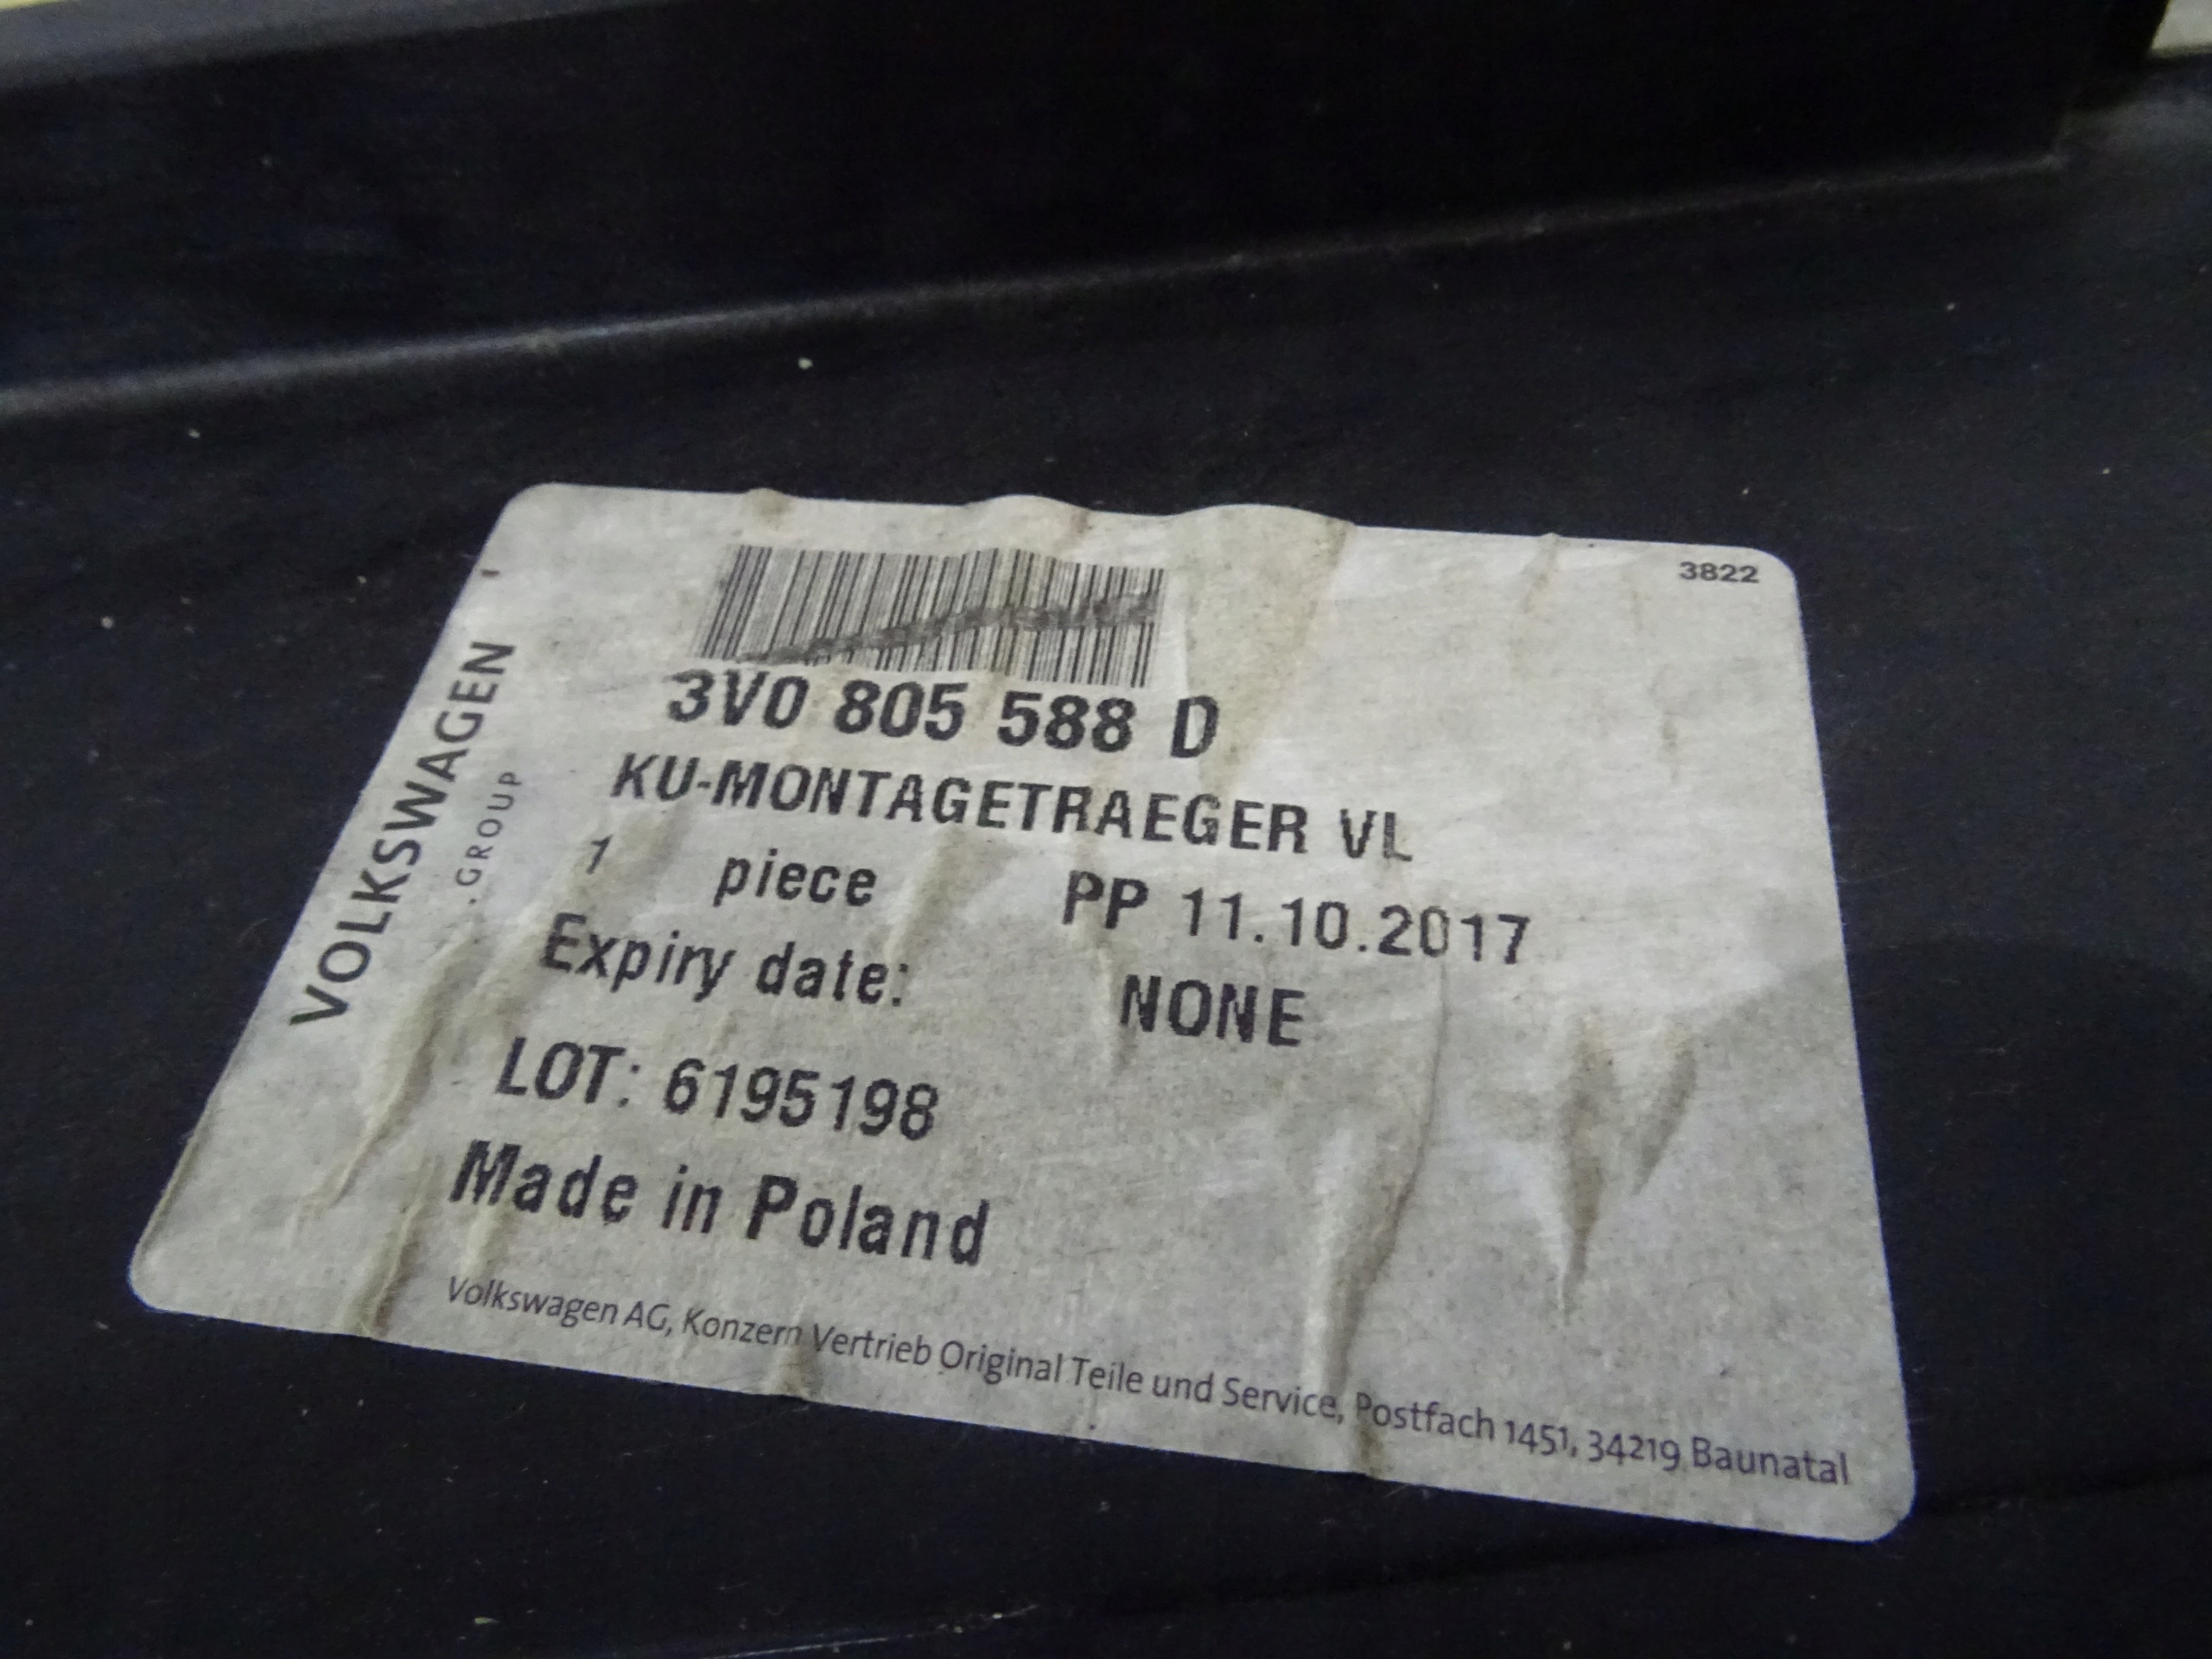 3822
VOLKSWAGEN
GROUP
3V0 805 588 D
KU-MONTAGETRAEGER VL
1 piece PP 11.10.2017
Expiry date: NONE
LOT: 6195198
Made in Poland
Volkswagen AG, Konzern Vertrieb Original Teile und Service, Postfach 1451, 34219 Baunatal